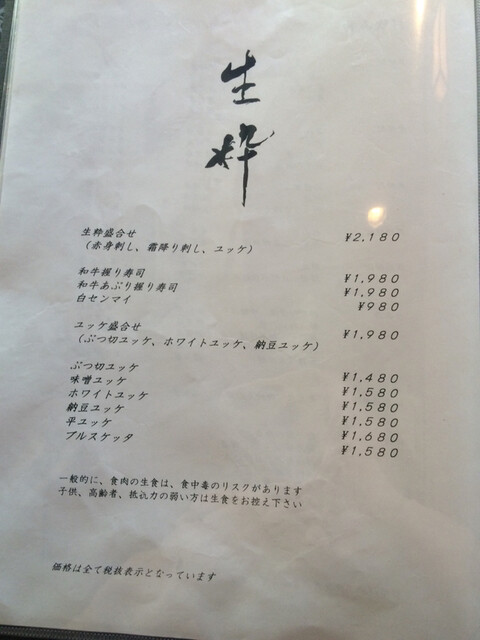 生粋
生粋盛合せ ¥2,180
（赤身刺し、霜降り刺し、ユッケ）
和牛握り寿司 ¥1,980
和牛あぶり握り寿司 ¥1,980
白センマイ ¥980
ユッケ盛合せ ¥1,980
（ぶつ切ユッケ、ホワイトユッケ、納豆ユッケ）
ぶつ切ユッケ ¥1,480
味噌ユッケ ¥1,580
ホワイトユッケ ¥1,580
納豆ユッケ ¥1,580
平ユッケ ¥1,680
ブルスケッタ ¥1,580
一般的に、食肉の生食は、食中毒のリスクがあります
子供、高齢者、抵抗力の弱い方は生食をお控え下さい
価格は全て税抜表示となっています